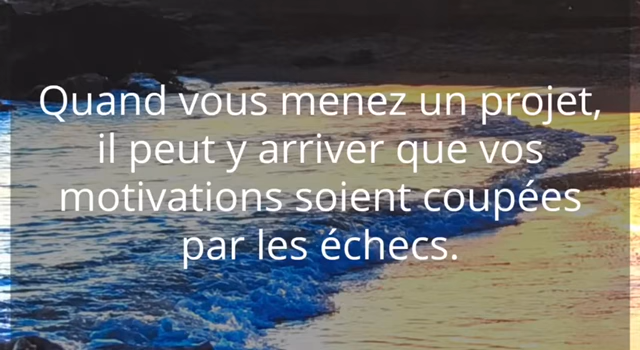 Quand vous menez un projet,
il peut y arriver que vos
motivations soient coupées
par les échecs.